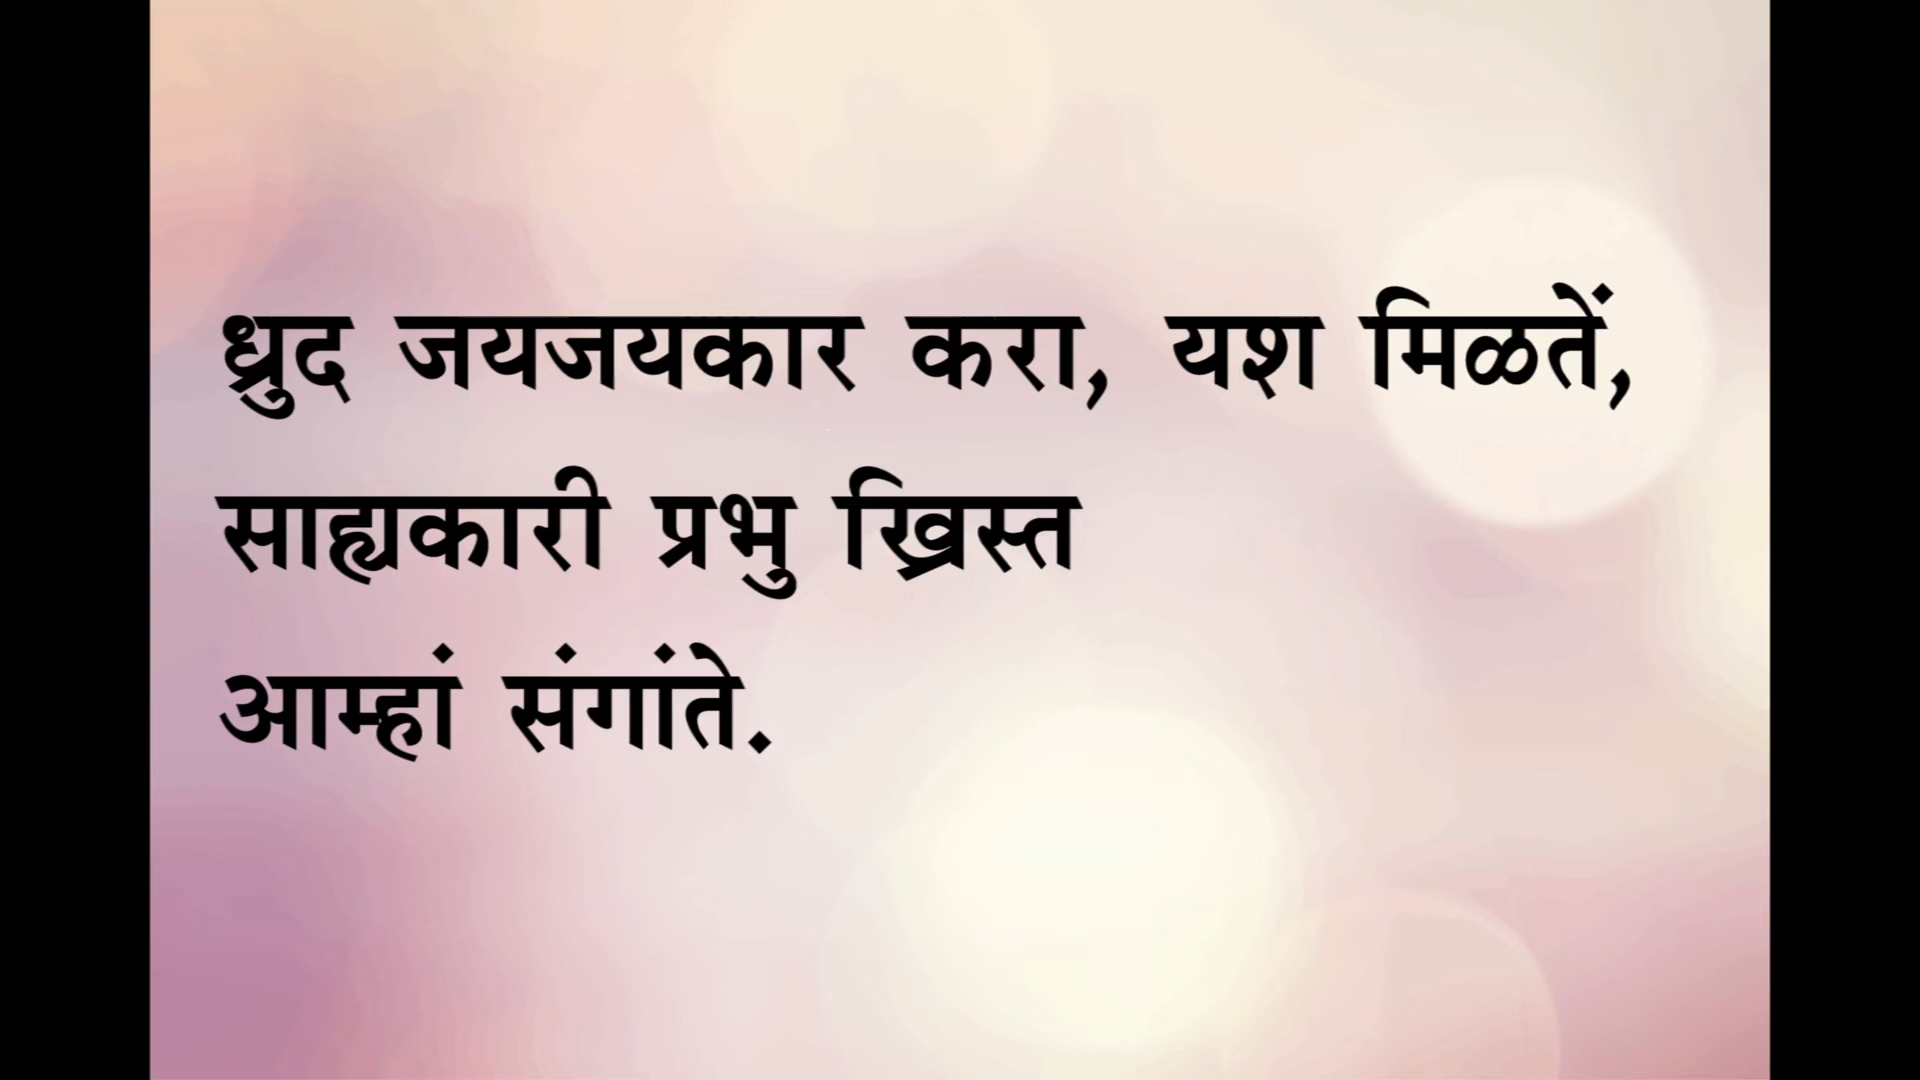 ध्रुद जयजयकार करा, यश मिळतें,
साह्यकारी प्रभु ख्रिस्त
आम्हां संगांते.